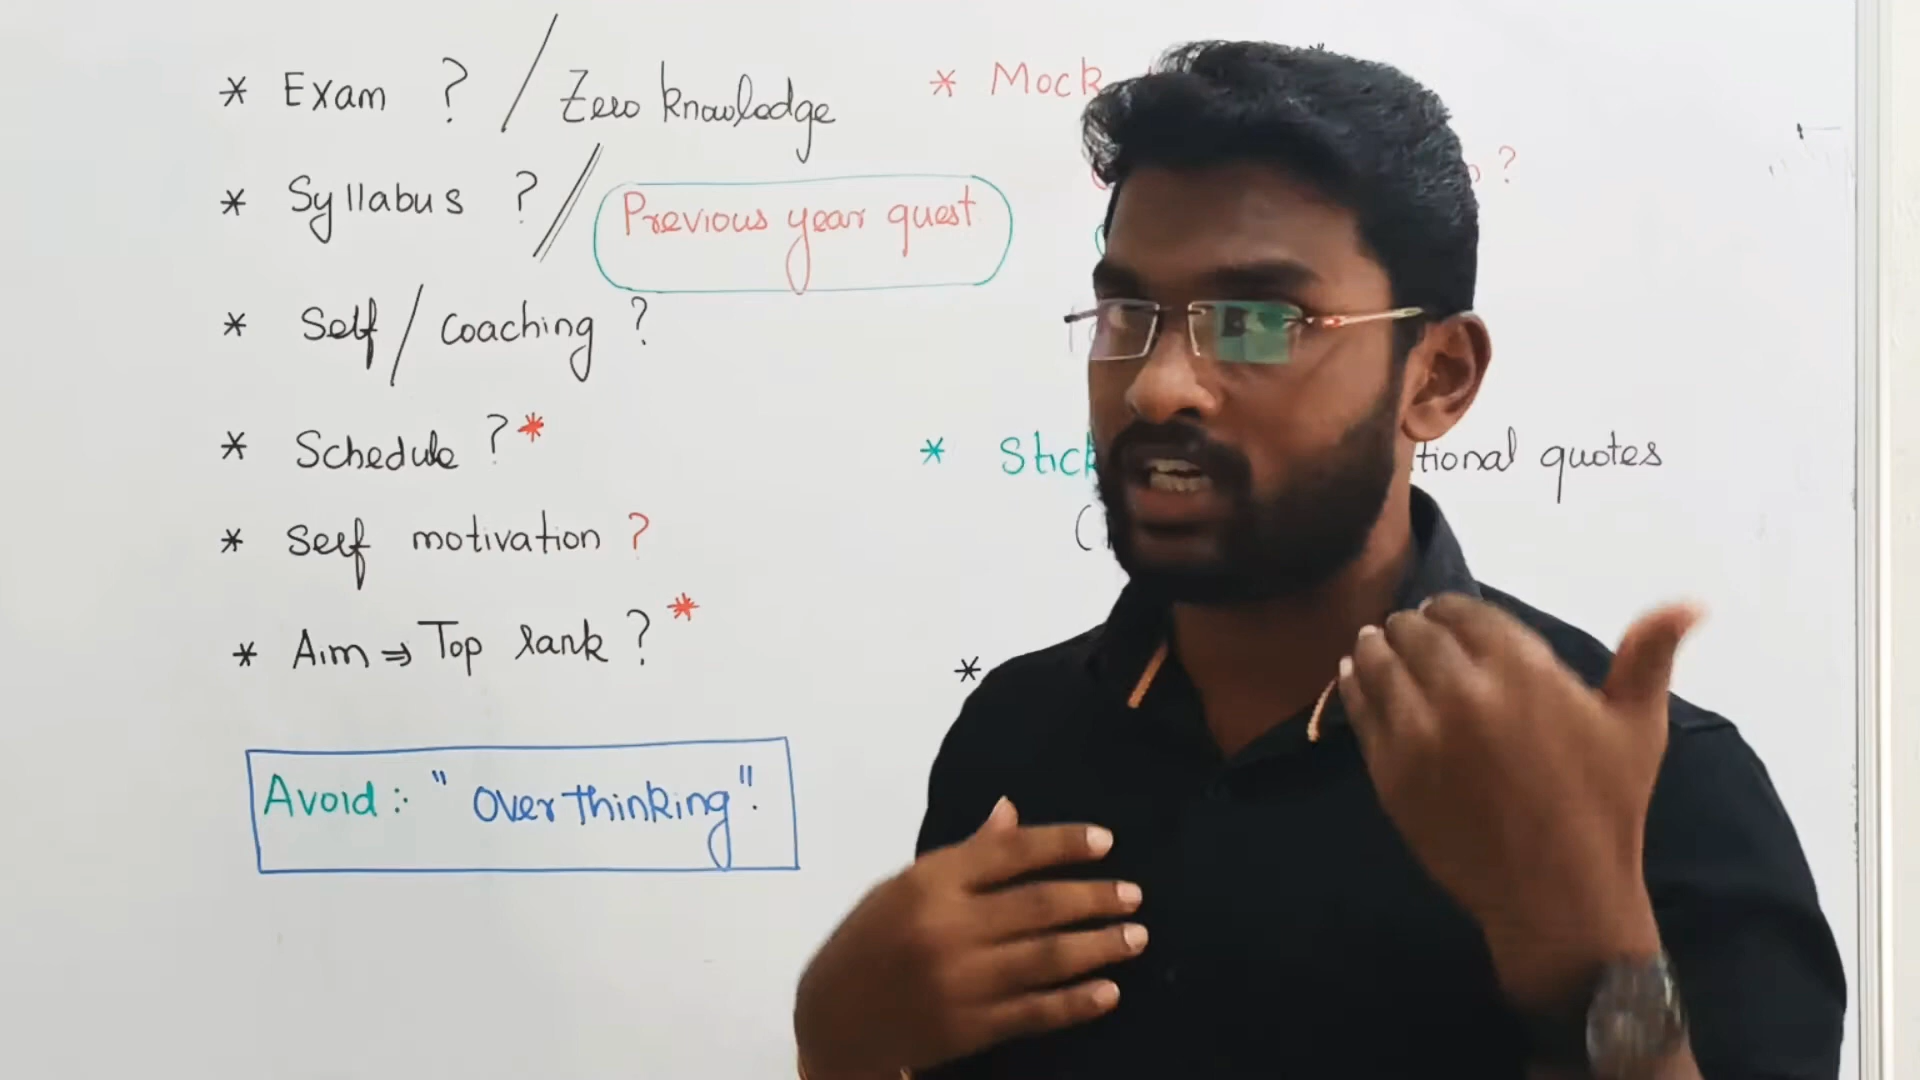 * Exam ? / Zero knowledge
* Syllabus ? // Previous year quest
* Self / coaching ?
* Schedule ? *
* Self motivation ?
* Aim ⇒ Top rank ? *
Avoid :- " Over thinking ".
* Mock
?
* Stick tional quotes
(
*